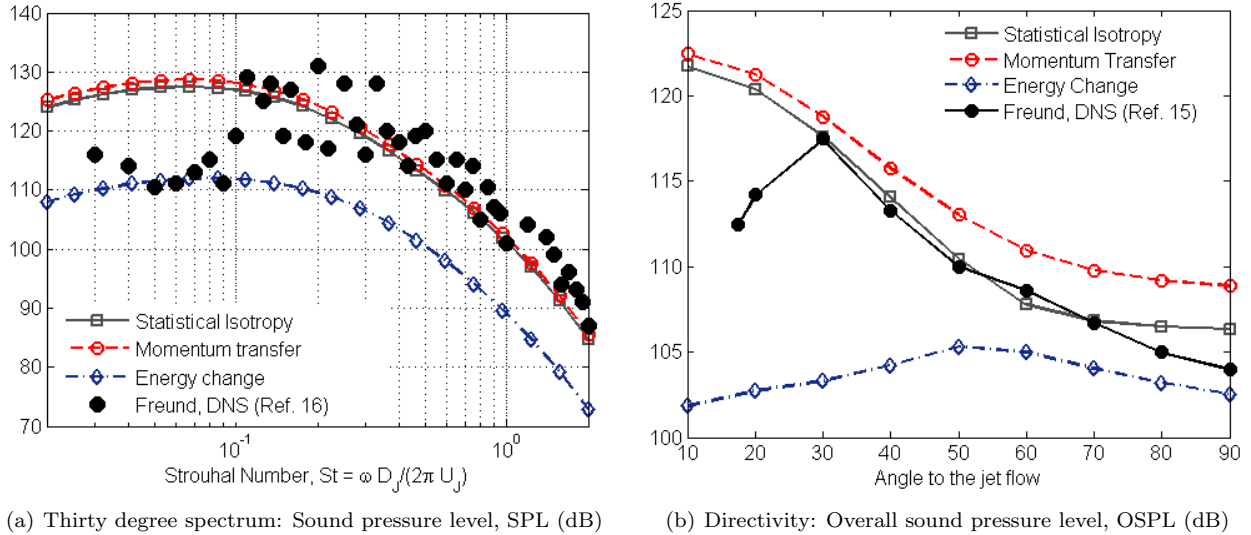 140
130
120
110
100
90
80
70
10⁻¹
10⁰
Statistical Isotropy
Momentum transfer
Energy change
Freund, DNS (Ref. 16)
Strouhal Number, St = ω D_J/(2π U_J)
(a) Thirty degree spectrum: Sound pressure level, SPL (dB)
125
120
115
110
105
100
10 20 30 40 50 60 70 80 90
Statistical Isotropy
Momentum Transfer
Energy Change
Freund, DNS (Ref. 15)
Angle to the jet flow
(b) Directivity: Overall sound pressure level, OSPL (dB)